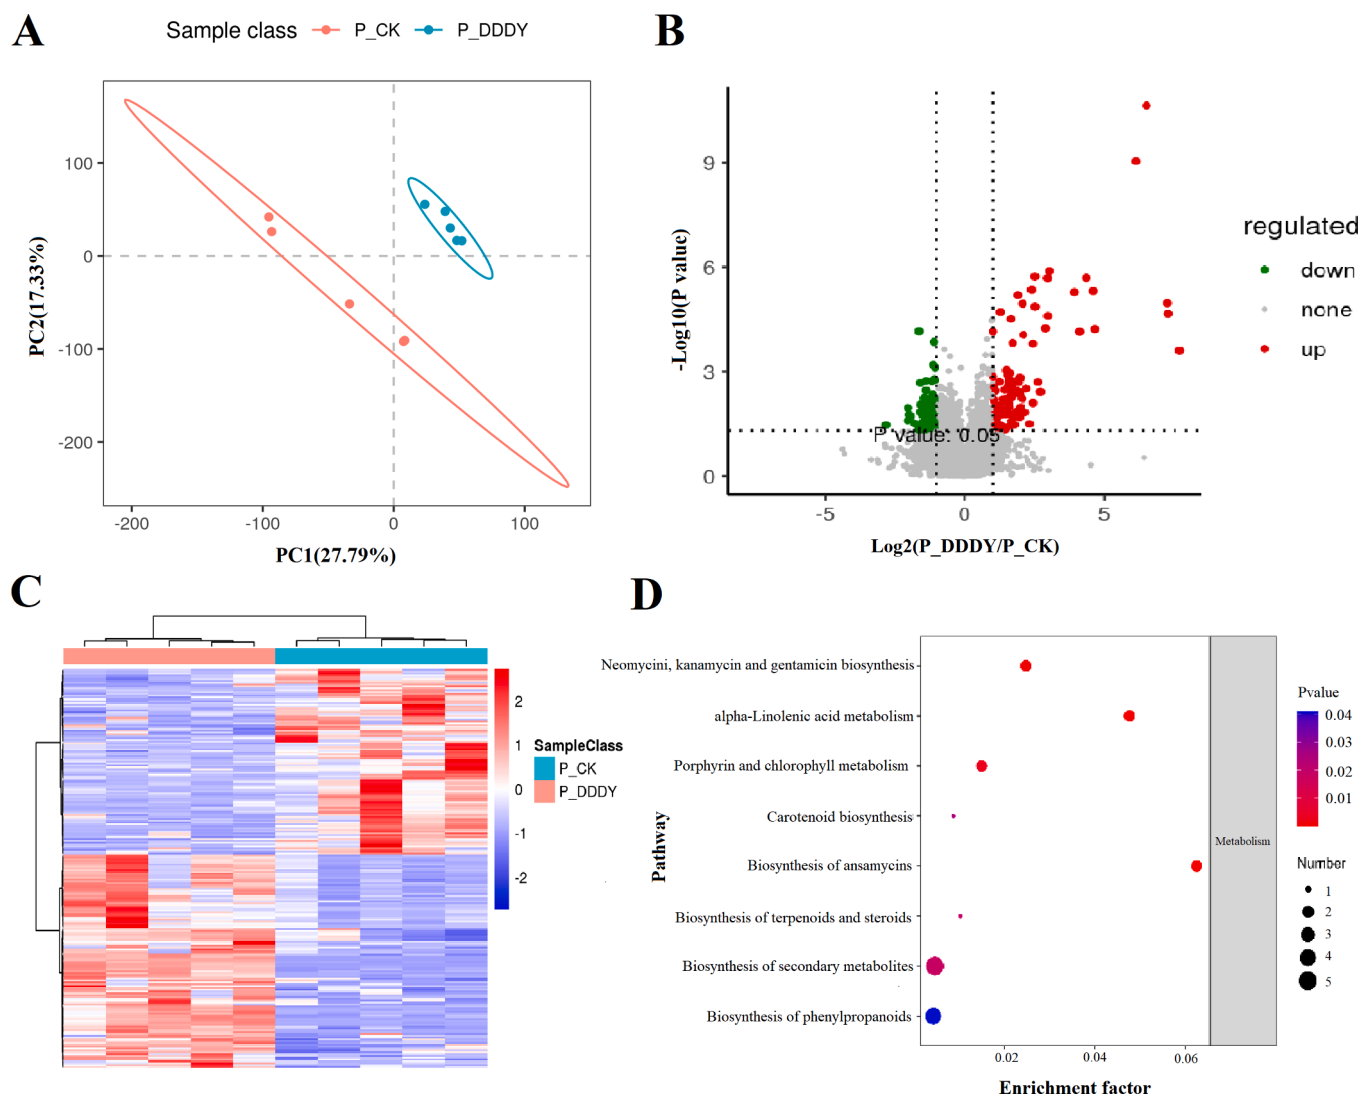 A
Sample class P_CK P_DDDY
PC2(17.33%)
100
0
-100
-200
-200 -100 0 100
PC1(27.79%)
B
-Log10(P value)
9
6
3
0
P value: 0.05
-5 0 5
Log2(P_DDDY/P_CK)
regulated
down
none
up
C
2
1
0
-1
-2
SampleClass
P_CK
P_DDDY
D
Pathway
Neomycini, kanamycin and gentamicin biosynthesis
alpha-Linolenic acid metabolism
Porphyrin and chlorophyll metabolism
Carotenoid biosynthesis
Biosynthesis of ansamycins
Biosynthesis of terpenoids and steroids
Biosynthesis of secondary metabolites
Biosynthesis of phenylpropanoids
0.02 0.04 0.06
Enrichment factor
Metabolism
Pvalue
0.04
0.03
0.02
0.01
Number
1
2
3
4
5